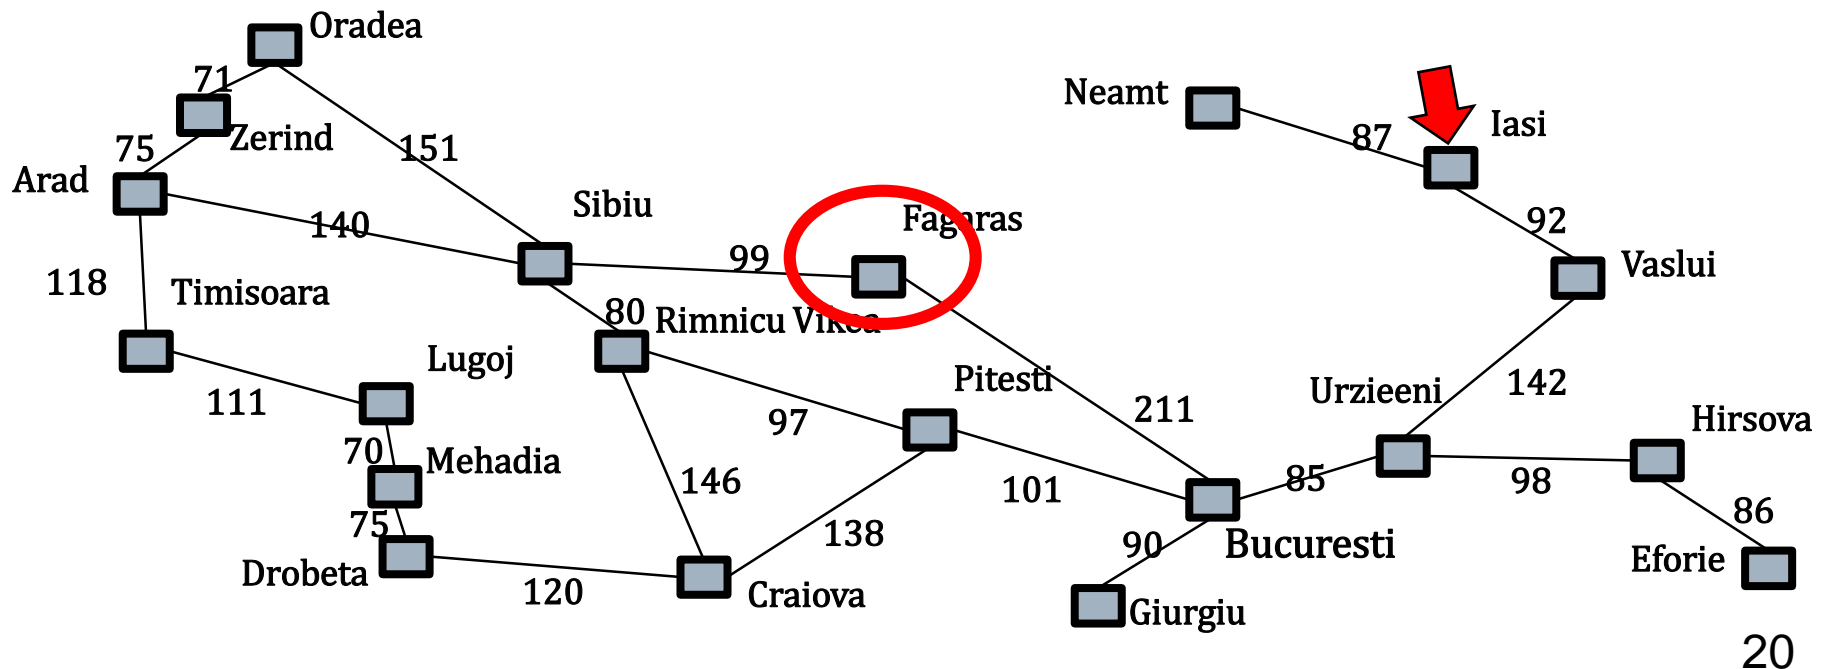 Oradea
71
Neamt
Iasi
Zerind
87
75
151
Arad
Sibiu
Fagaras
92
140
99
Vaslui
118
Timisoara
80
Rimnicu Vikea
Lugoj
Pitesti
Urzieeni
142
111
97
211
Hirsova
70
Mehadia
146
101
85
98
86
75
138
90
Bucuresti
Eforie
Drobeta
120
Craiova
Giurgiu
20